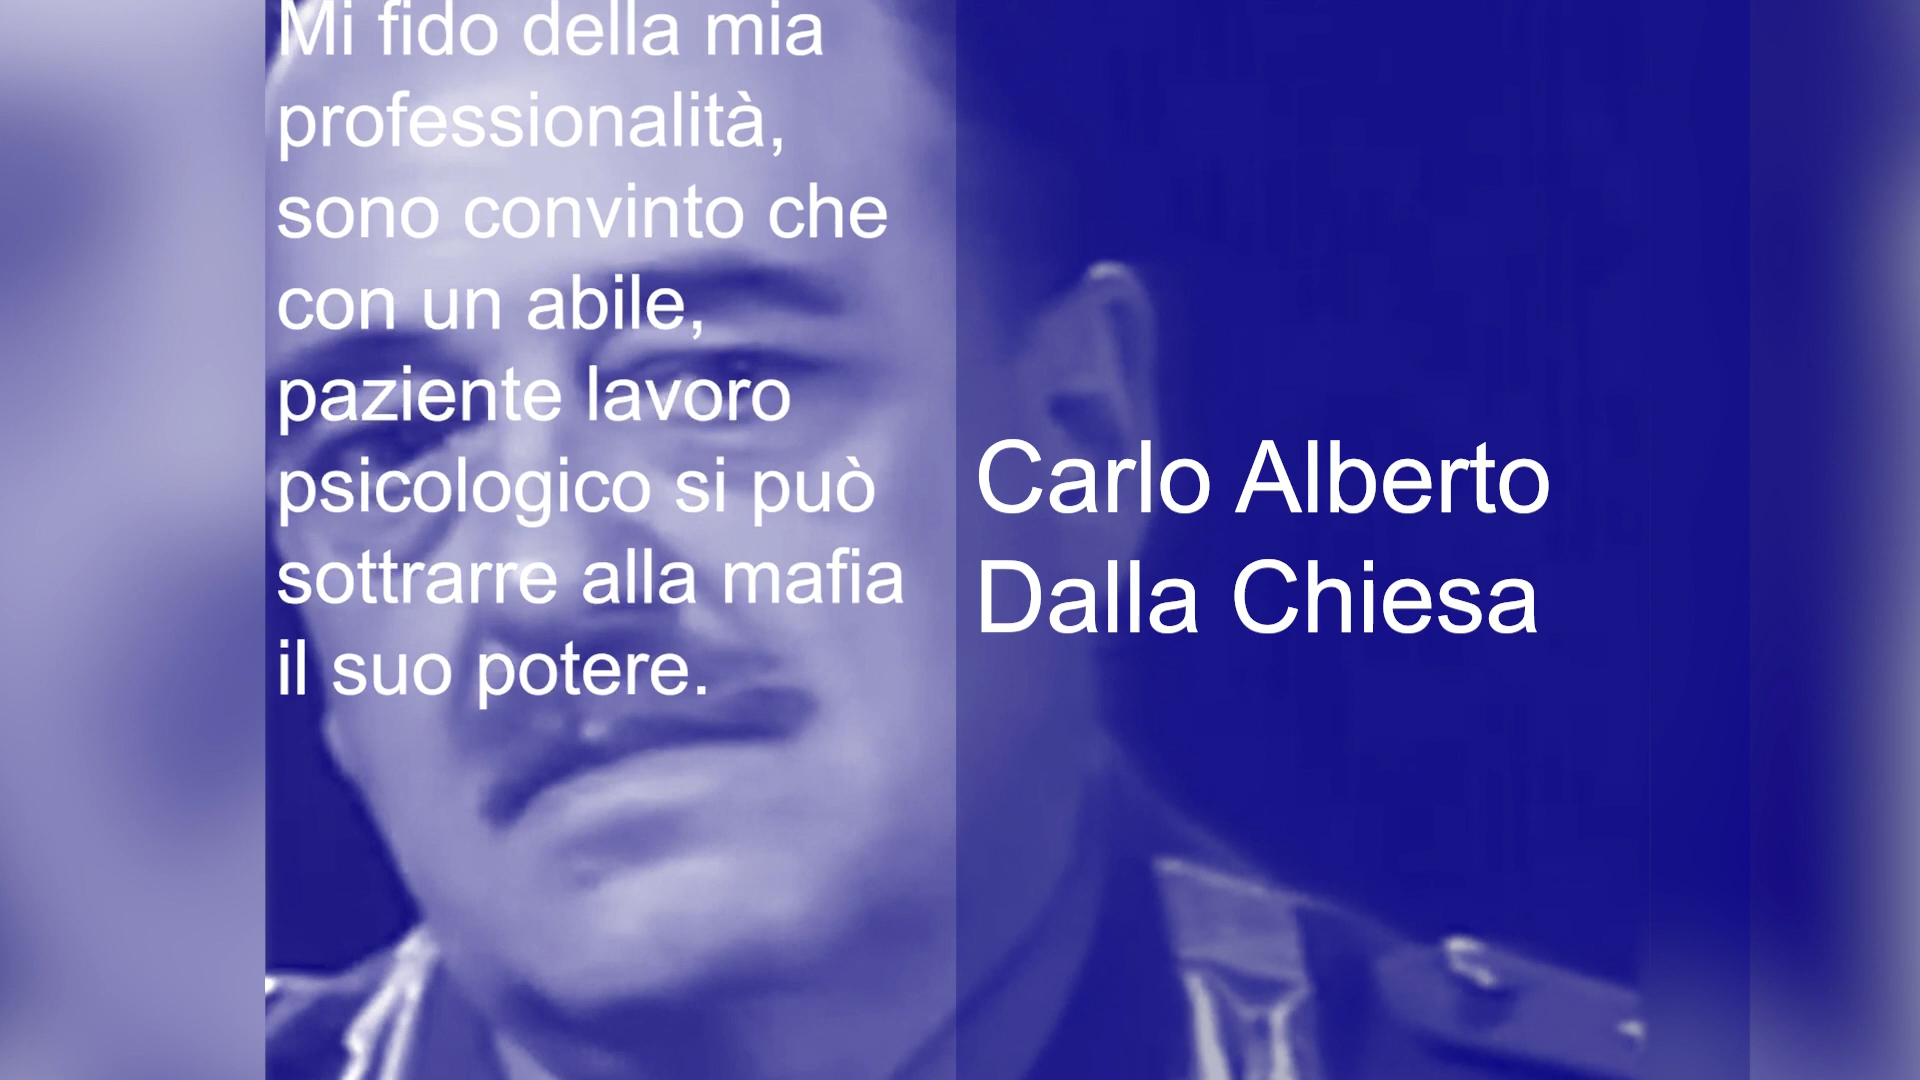 Mi fido della mia
professionalità,
sono convinto che
con un abile,
paziente lavoro
psicologico si può
sottrarre alla mafia
il suo potere.
Carlo Alberto
Dalla Chiesa